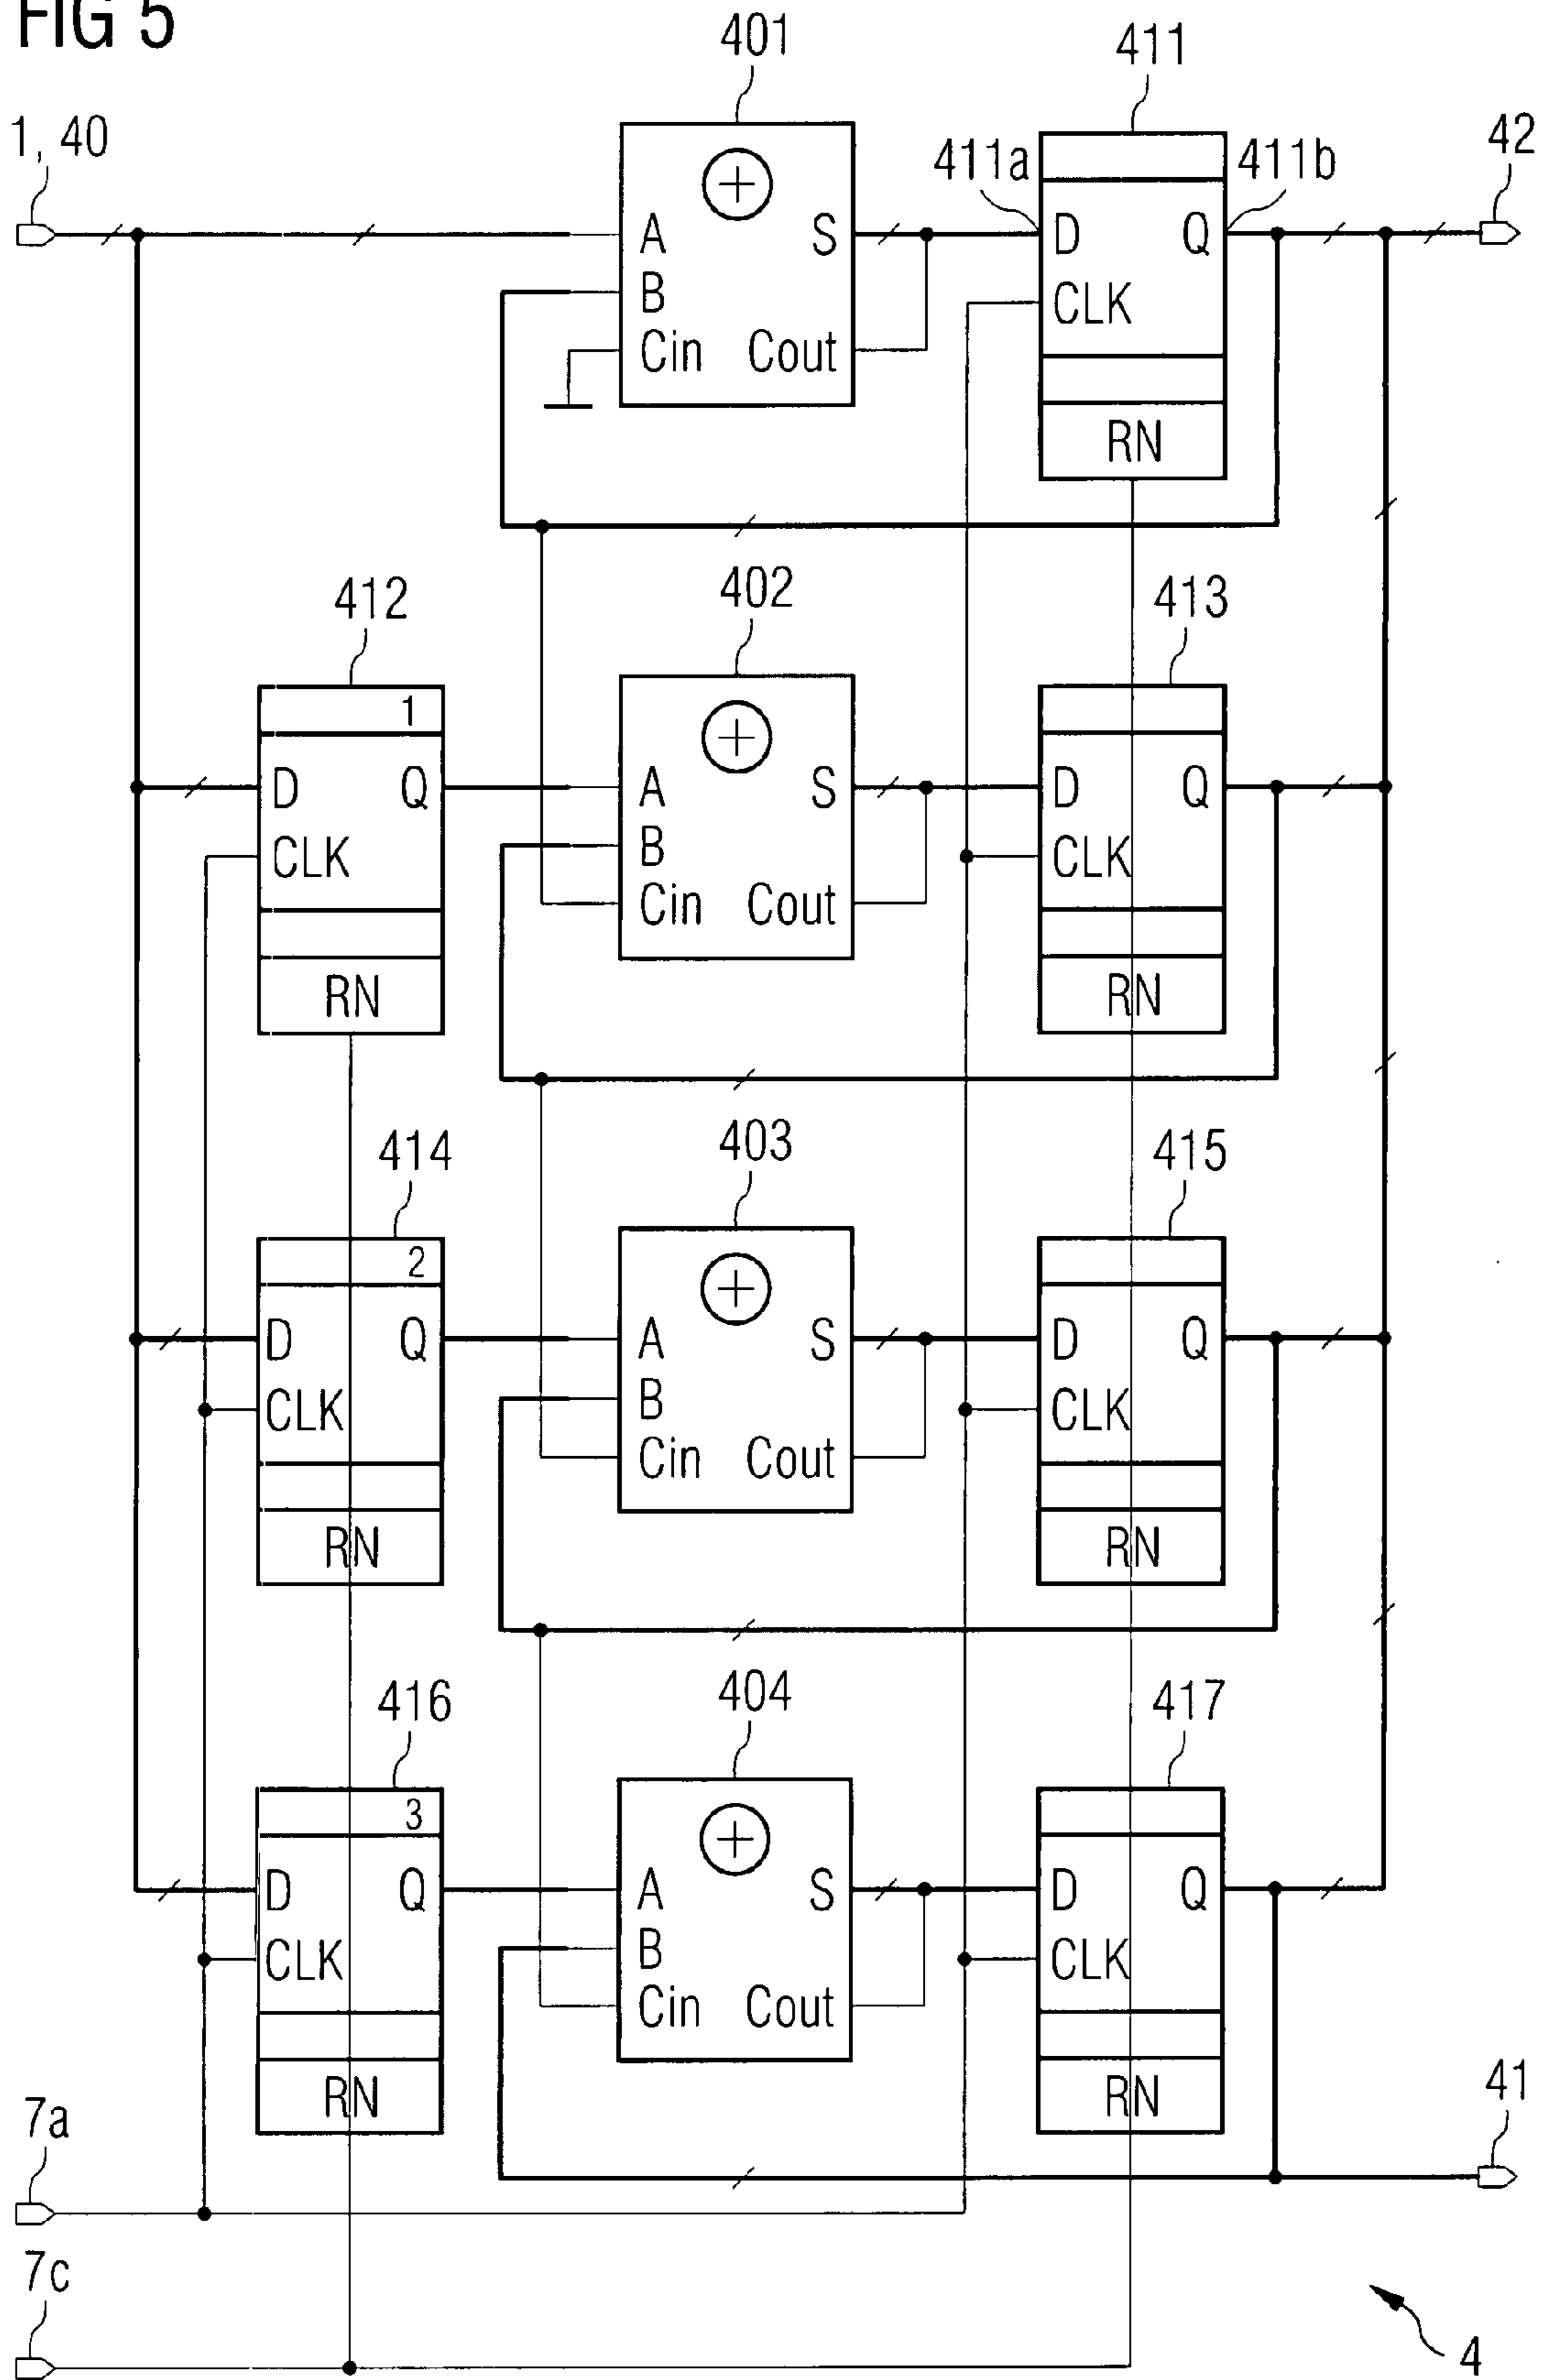 FIG 5
401
411
1, 40
42
411a
411b
A
S
B
Cin
Cout
D
Q
CLK
RN
412
402
413
1
D
Q
CLK
RN
A
S
B
Cin
Cout
D
Q
CLK
RN
414
403
415
2
D
Q
CLK
RN
A
S
B
Cin
Cout
D
Q
CLK
RN
416
404
417
3
D
Q
CLK
RN
A
S
B
Cin
Cout
D
Q
CLK
RN
7a
41
7c
4